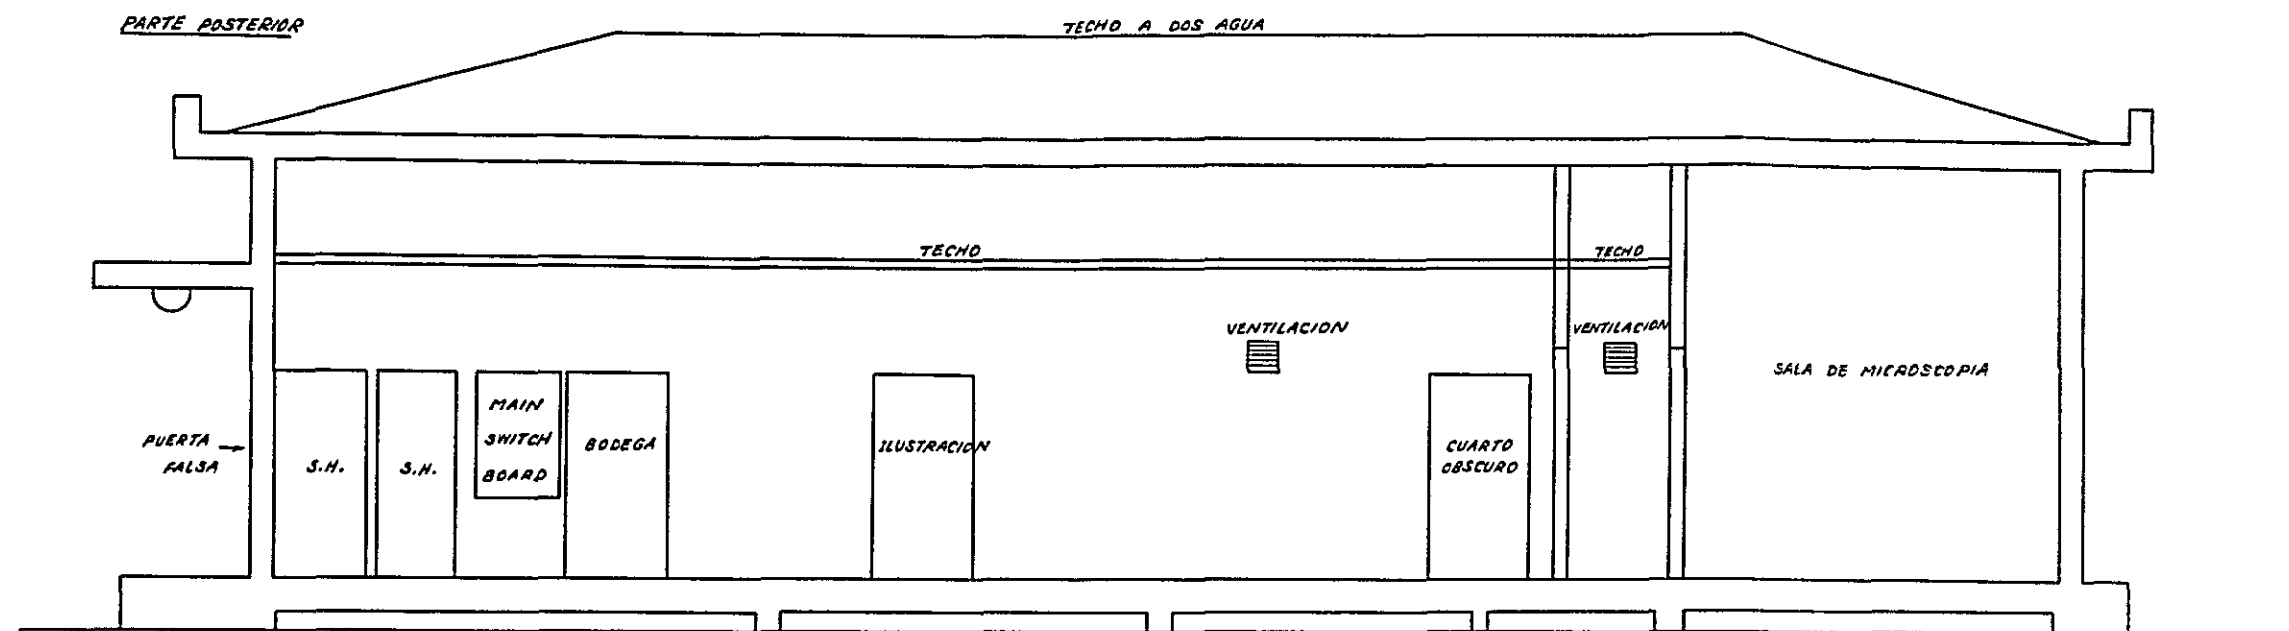 PARTE POSTERIOR
TECHO A DOS AGUA
TECHO
TECHO
VENTILACION
VENTILACION
SALA DE MICROSCOPIA
PUERTA
FALSA
S.H.
S.H.
MAIN
SWITCH
BOARD
BODEGA
ILUSTRACION
CUARTO
OBSCURO